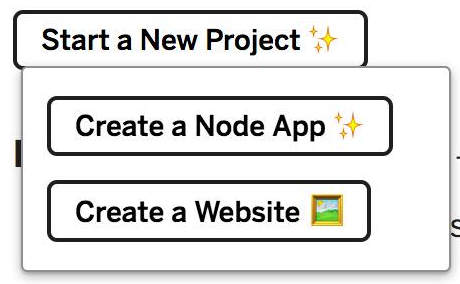 Start a New Project ✨
Create a Node App ✨
Create a Website 🖼️